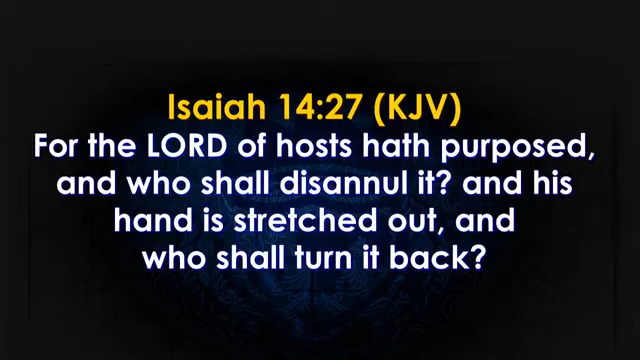 Isaiah 14:27 (KJV)
For the LORD of hosts hath purposed,
and who shall disannul it? and his
hand is stretched out, and
who shall turn it back?